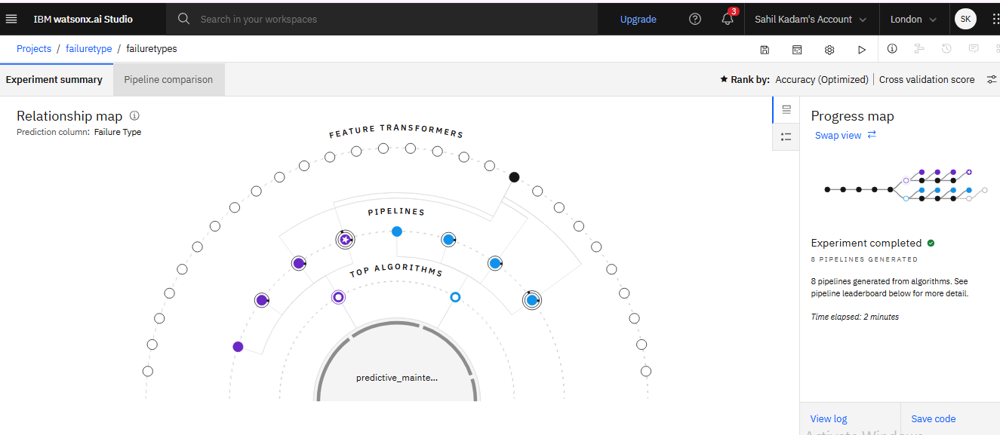 IBM watsonx.ai Studio
Search in your workspaces
Upgrade
3
Sahil Kadam's Account
London
SK
Projects / failuretype / failuretypes
Experiment summary
Pipeline comparison
Rank by: Accuracy (Optimized) | Cross validation score
Relationship map
Prediction column: Failure Type
FEATURE TRANSFORMERS
PIPELINES
TOP ALGORITHMS
predictive_mainte...
Progress map
Swap view
Experiment completed
8 PIPELINES GENERATED
8 pipelines generated from algorithms. See
pipeline leaderboard below for more detail.
Time elapsed: 2 minutes
View log
Save code
Activate Windows